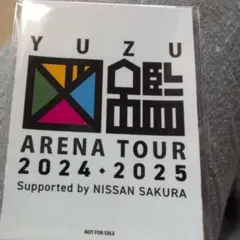 YUZU
図鑑
ARENA TOUR
2024・2025
Supported by NISSAN SAKURA
NOT FOR SALE